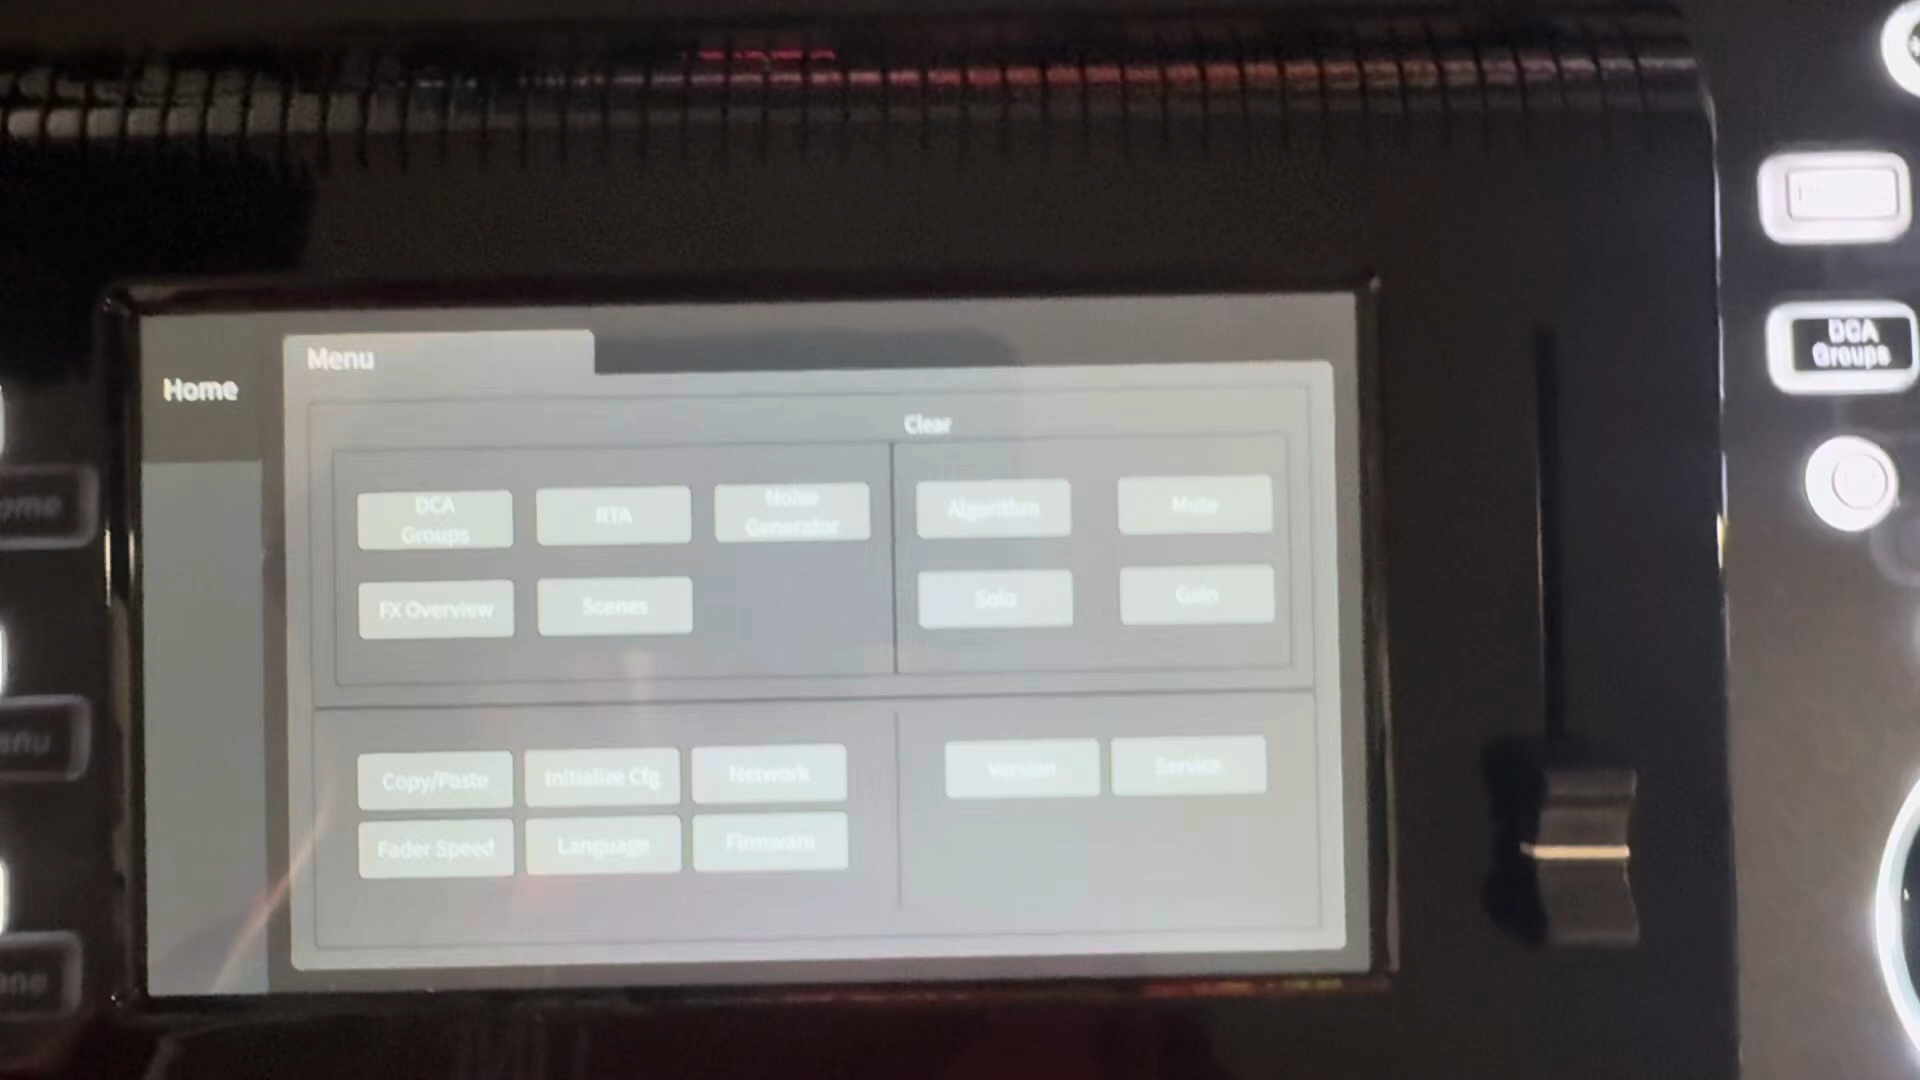 Menu
Home
Clear
DCA
Groups
RTA
Noise
Generator
Algorithm
Mute
FX Overview
Scenes
Solo
Gain
Copy/Paste
Initialize Cfg
Network
Version
Service
Fader Speed
Language
Firmware
DCA
Groups